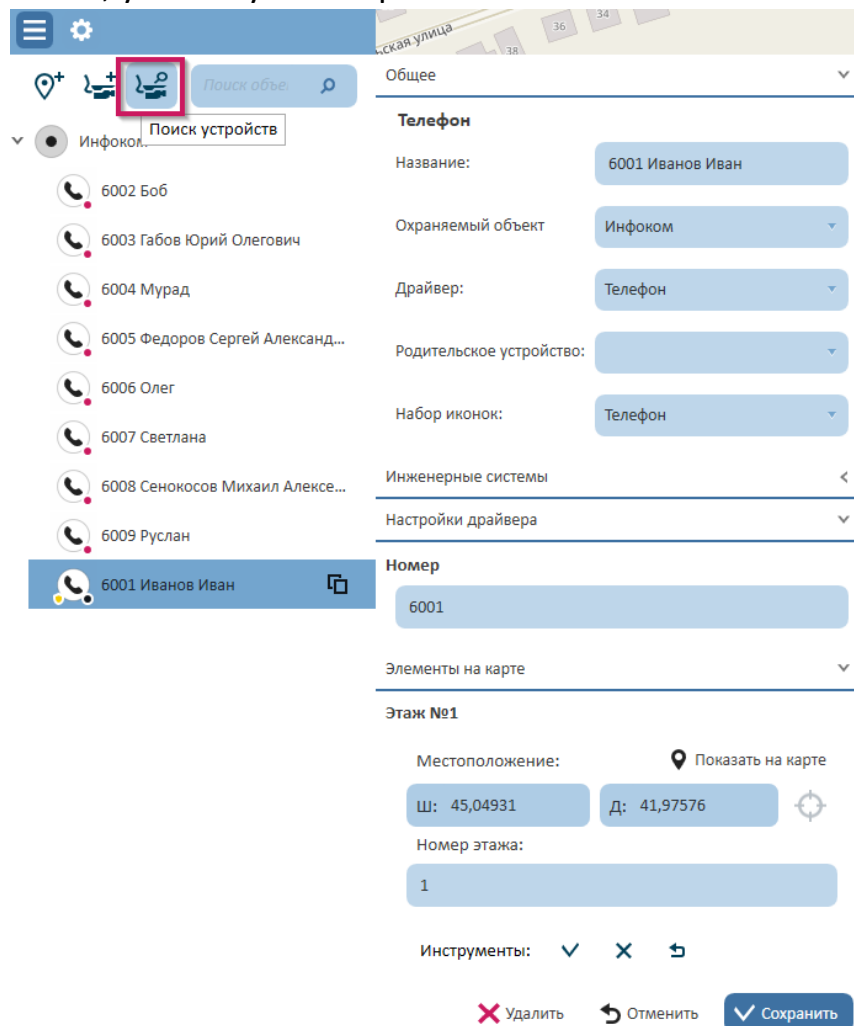 ьская улица
36
34
38
Поиск объе
Поиск устройств
Инфоком
6002 Боб
6003 Габов Юрий Олегович
6004 Мурад
6005 Федоров Сергей Александ...
6006 Олег
6007 Светлана
6008 Сенокосов Михаил Алексе...
6009 Руслан
6001 Иванов Иван
Общее
Телефон
Название: 6001 Иванов Иван
Охраняемый объект Инфоком
Драйвер: Телефон
Родительское устройство:
Набор иконок: Телефон
Инженерные системы
Настройки драйвера
Номер
6001
Элементы на карте
Этаж №1
Местоположение: Показать на карте
Ш: 45,04931 Д: 41,97576
Номер этажа:
1
Инструменты:
Удалить Отменить Сохранить